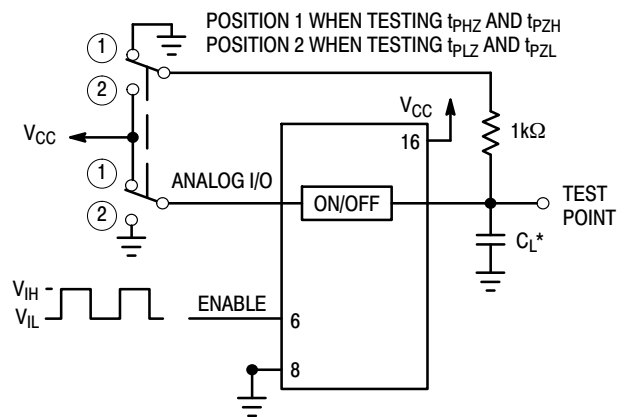 POSITION 1 WHEN TESTING tPHZ AND tPZH
POSITION 2 WHEN TESTING tPLZ AND tPZL
1
2
VCC
VCC
16
1kΩ
1
ANALOG I/O
ON/OFF
TEST
POINT
2
CL*
VIH
VIL
ENABLE
6
8